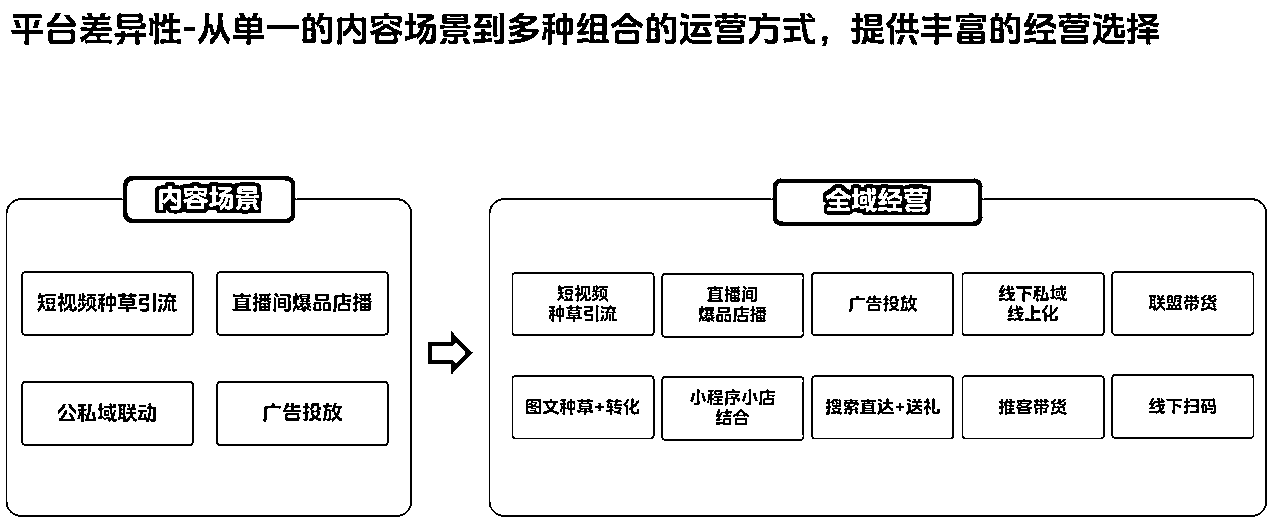 平台差异性-从单一的内容场景到多种组合的运营方式，提供丰富的经营选择
内容场景
短视频种草引流
直播间爆品店播
公私域联动
广告投放
全域经营
短视频
种草引流
直播间
爆品店播
广告投放
线下私域
线上化
联盟带货
图文种草+转化
小程序小店
结合
搜索直达+送礼
推客带货
线下扫码